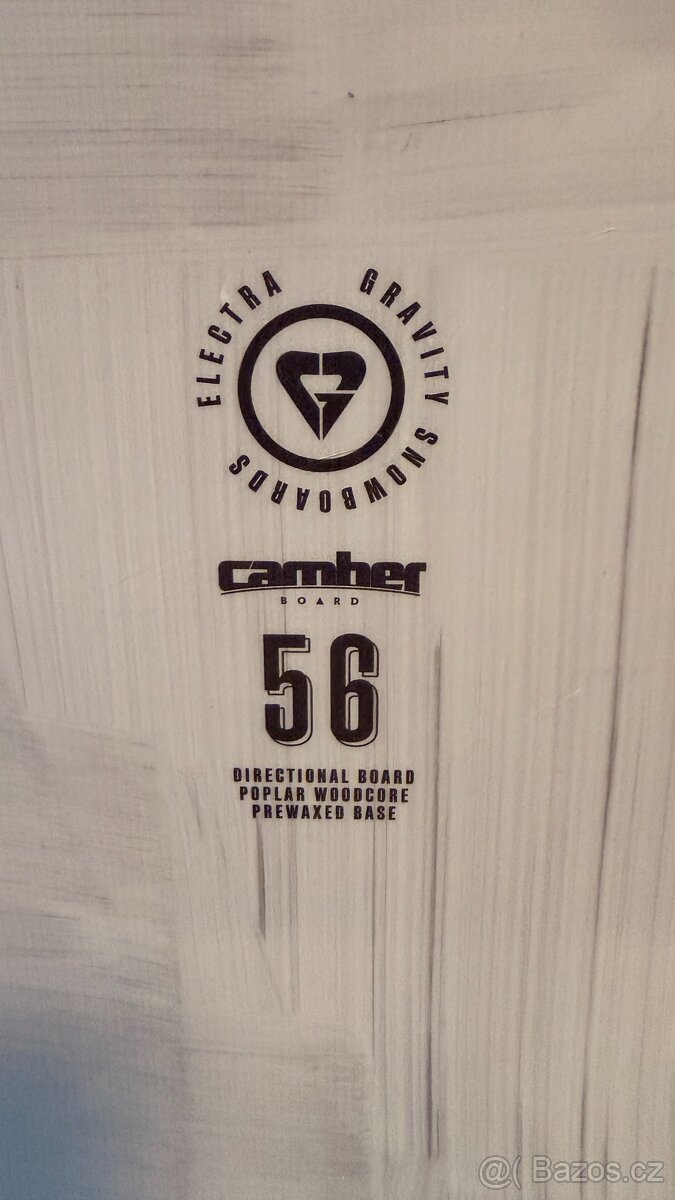 ELECTRA GRAVITY SNOWBOARDS
camber
BOARD
56
DIRECTIONAL BOARD
POPLAR WOODCORE
PREWAXED BASE
@( Bazos.cz